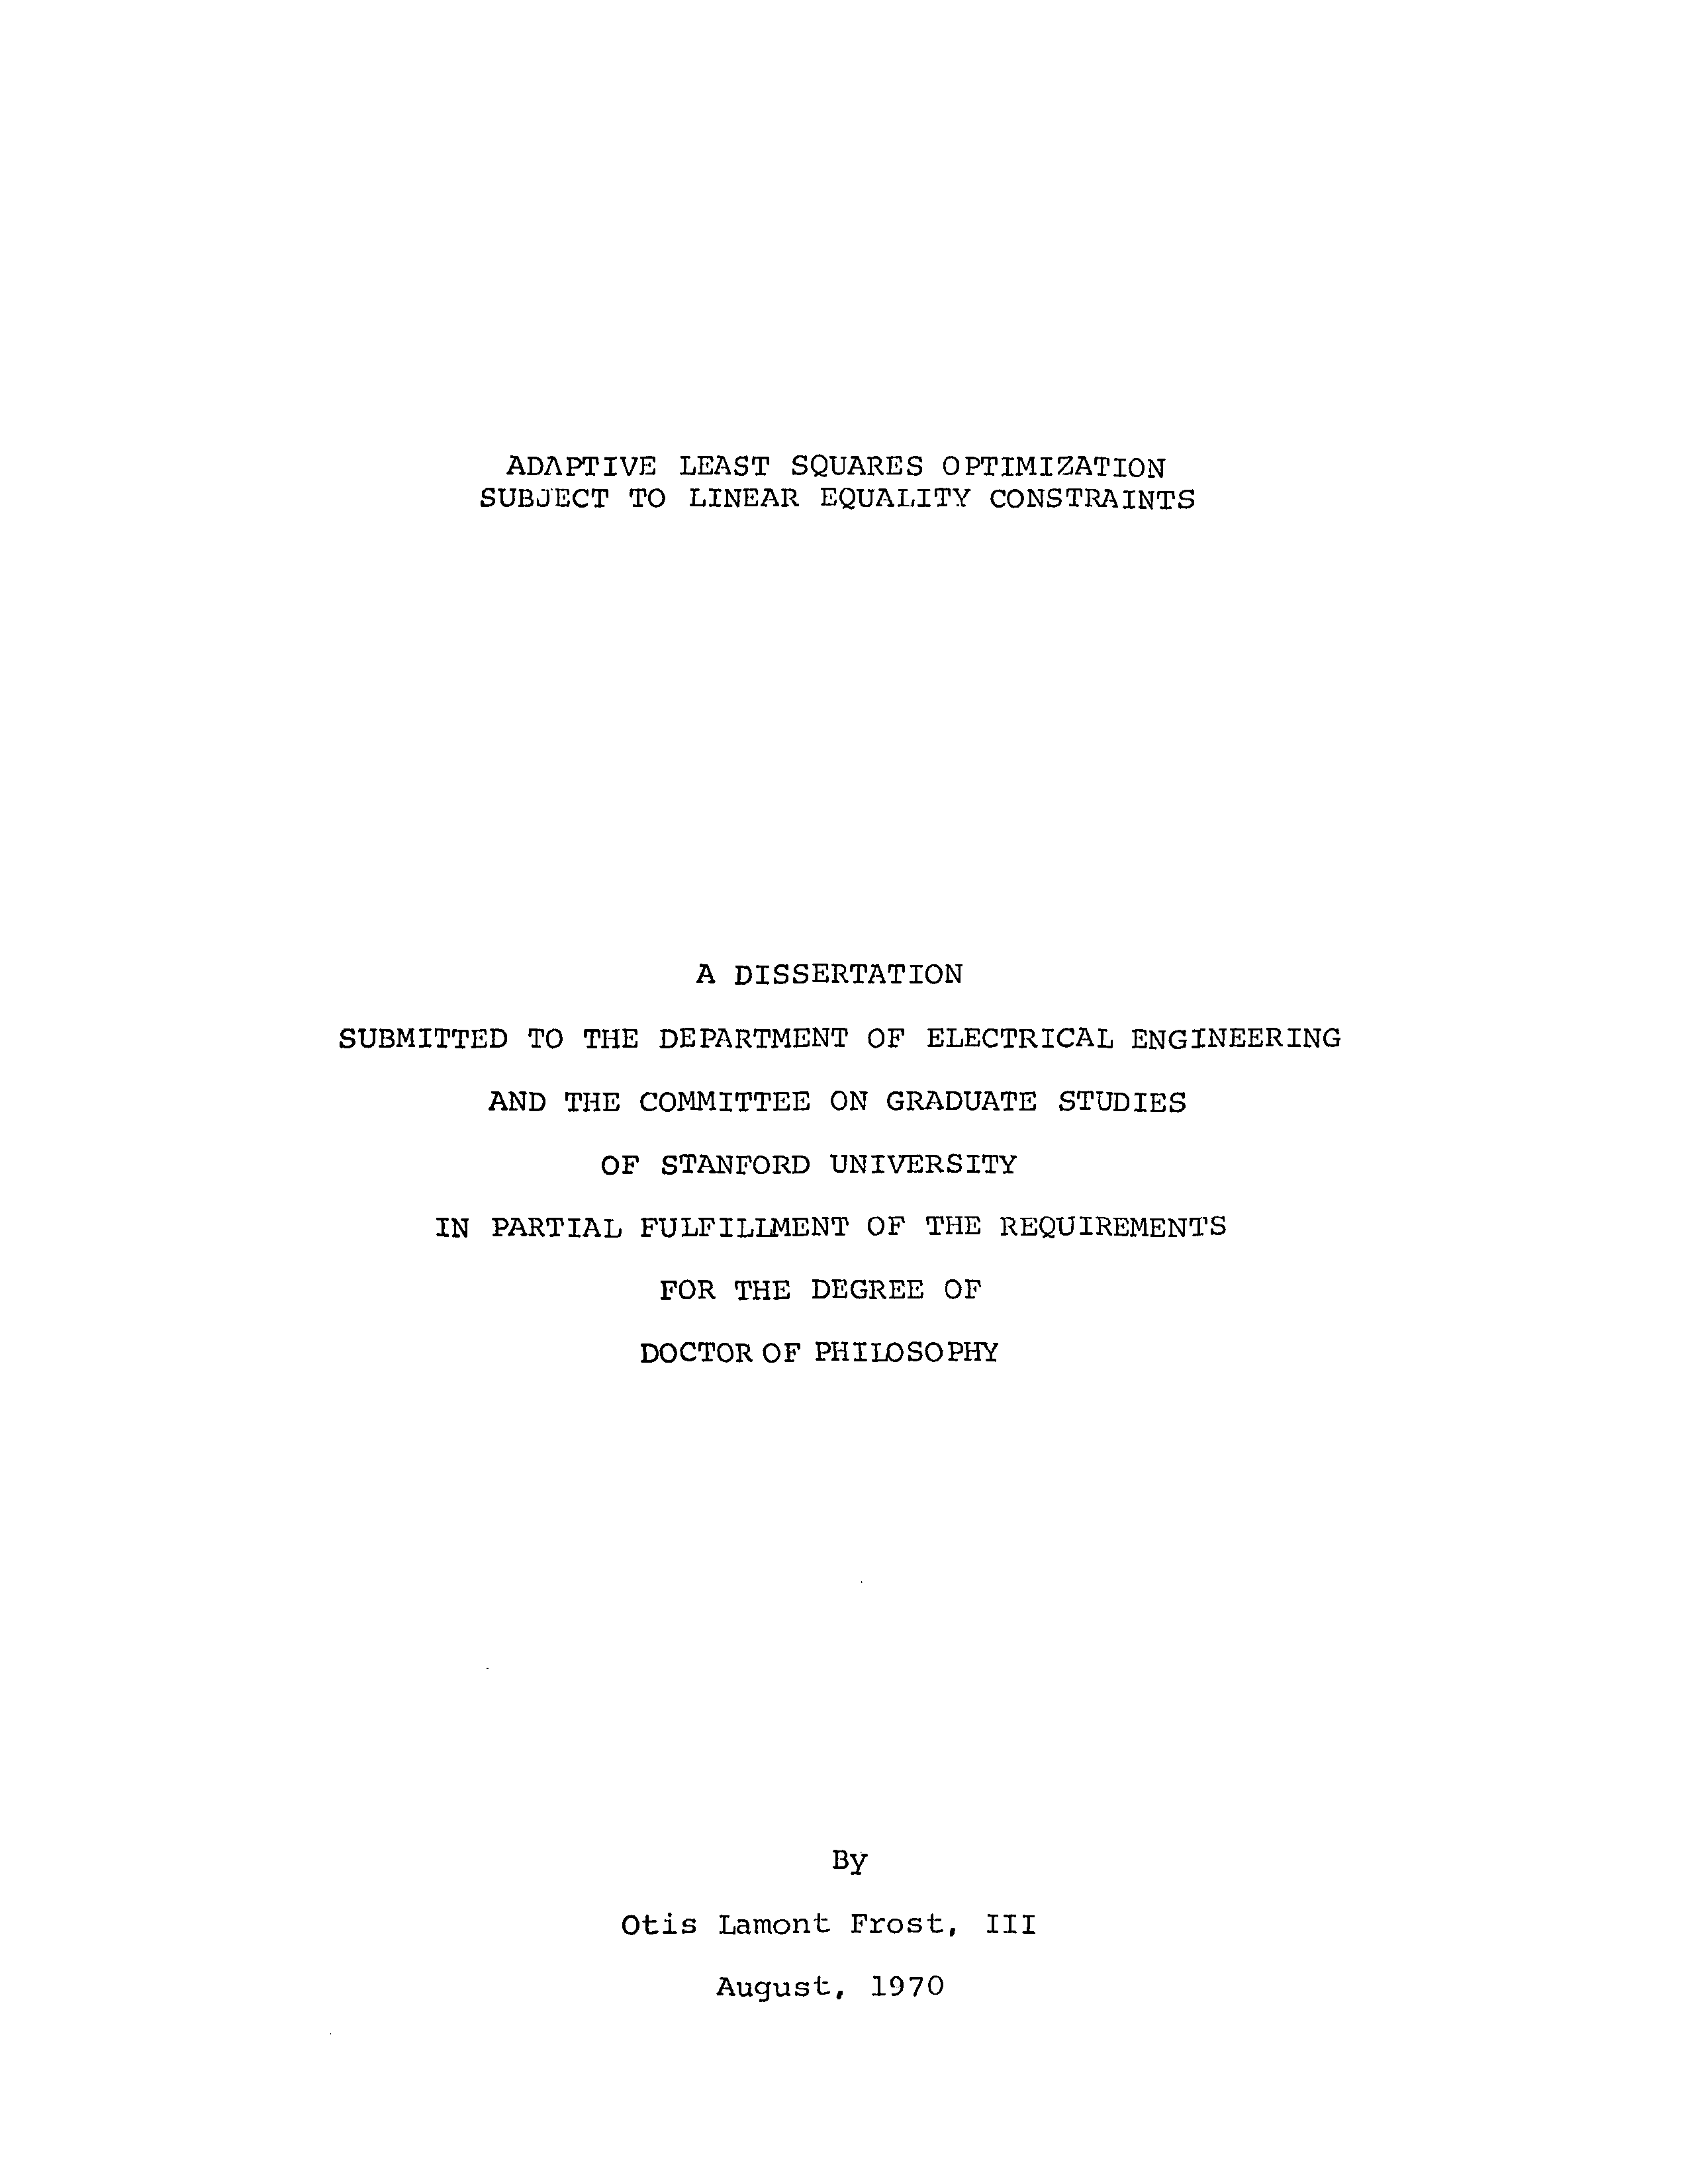 ADAPTIVE LEAST SQUARES OPTIMIZATION
SUBJECT TO LINEAR EQUALITY CONSTRAINTS
A DISSERTATION
SUBMITTED TO THE DEPARTMENT OF ELECTRICAL ENGINEERING
AND THE COMMITTEE ON GRADUATE STUDIES
OF STANFORD UNIVERSITY
IN PARTIAL FULFILLMENT OF THE REQUIREMENTS
FOR THE DEGREE OF
DOCTOR OF PHILOSOPHY
By
Otis Lamont Frost, III
August, 1970